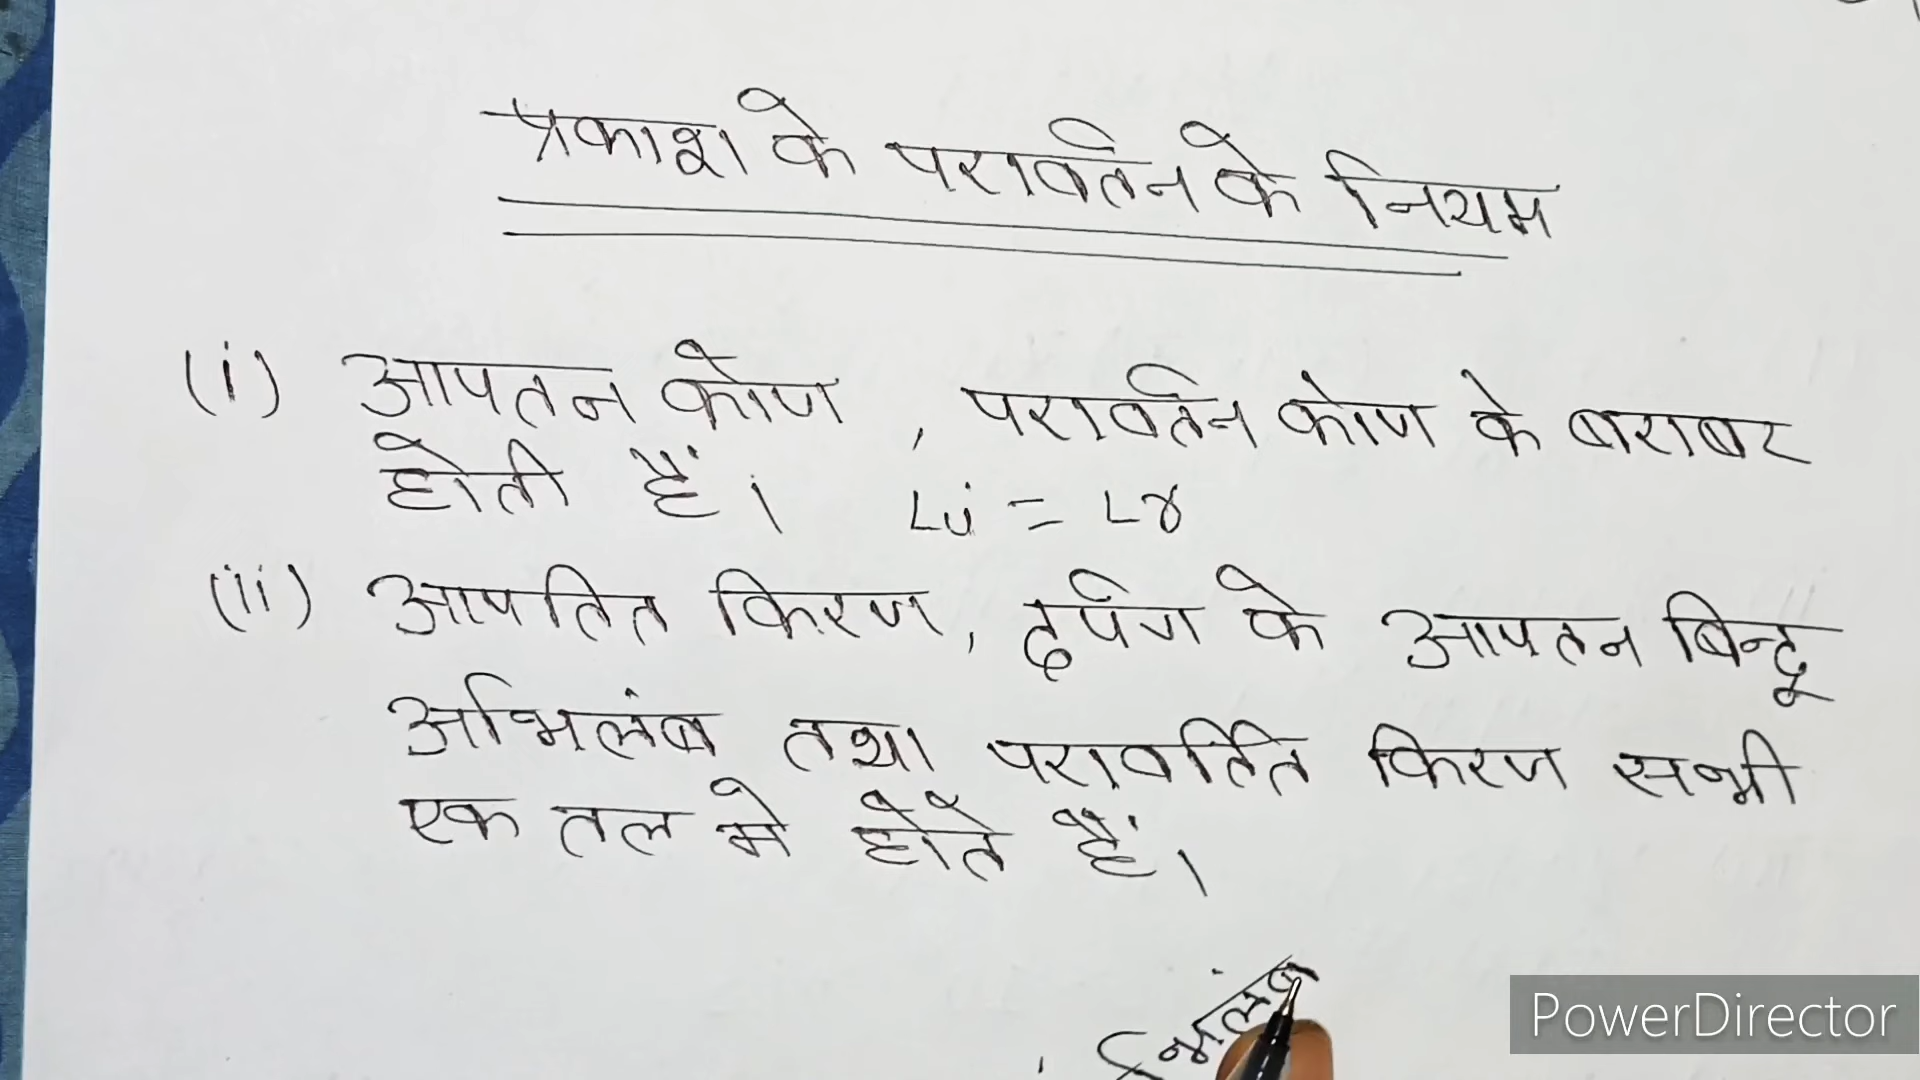 प्रकाश के परावर्तन के नियम
(i) आपतन कोण , परावर्तन कोण के बाराबर
होती हैं। ∠i = ∠r
(ii) आपतित किरण, दर्पण के आपतन बिन्दू
अभिलंब तथा परावर्तित किरण सभी
एक तल मे होते हैं।
PowerDirector